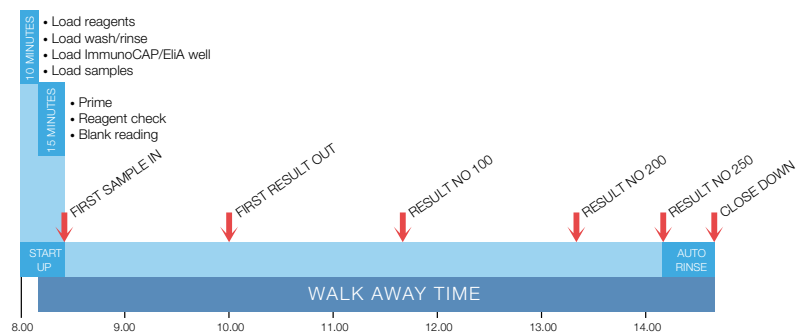 10 MINUTES
• Load reagents
• Load wash/rinse
• Load ImmunoCAP/EliA well
• Load samples
15 MINUTES
• Prime
• Reagent check
• Blank reading
FIRST SAMPLE IN
FIRST RESULT OUT
RESULT NO 100
RESULT NO 200
RESULT NO 250
CLOSE DOWN
START
UP
AUTO
RINSE
WALK AWAY TIME
8.00 9.00 10.00 11.00 12.00 13.00 14.00